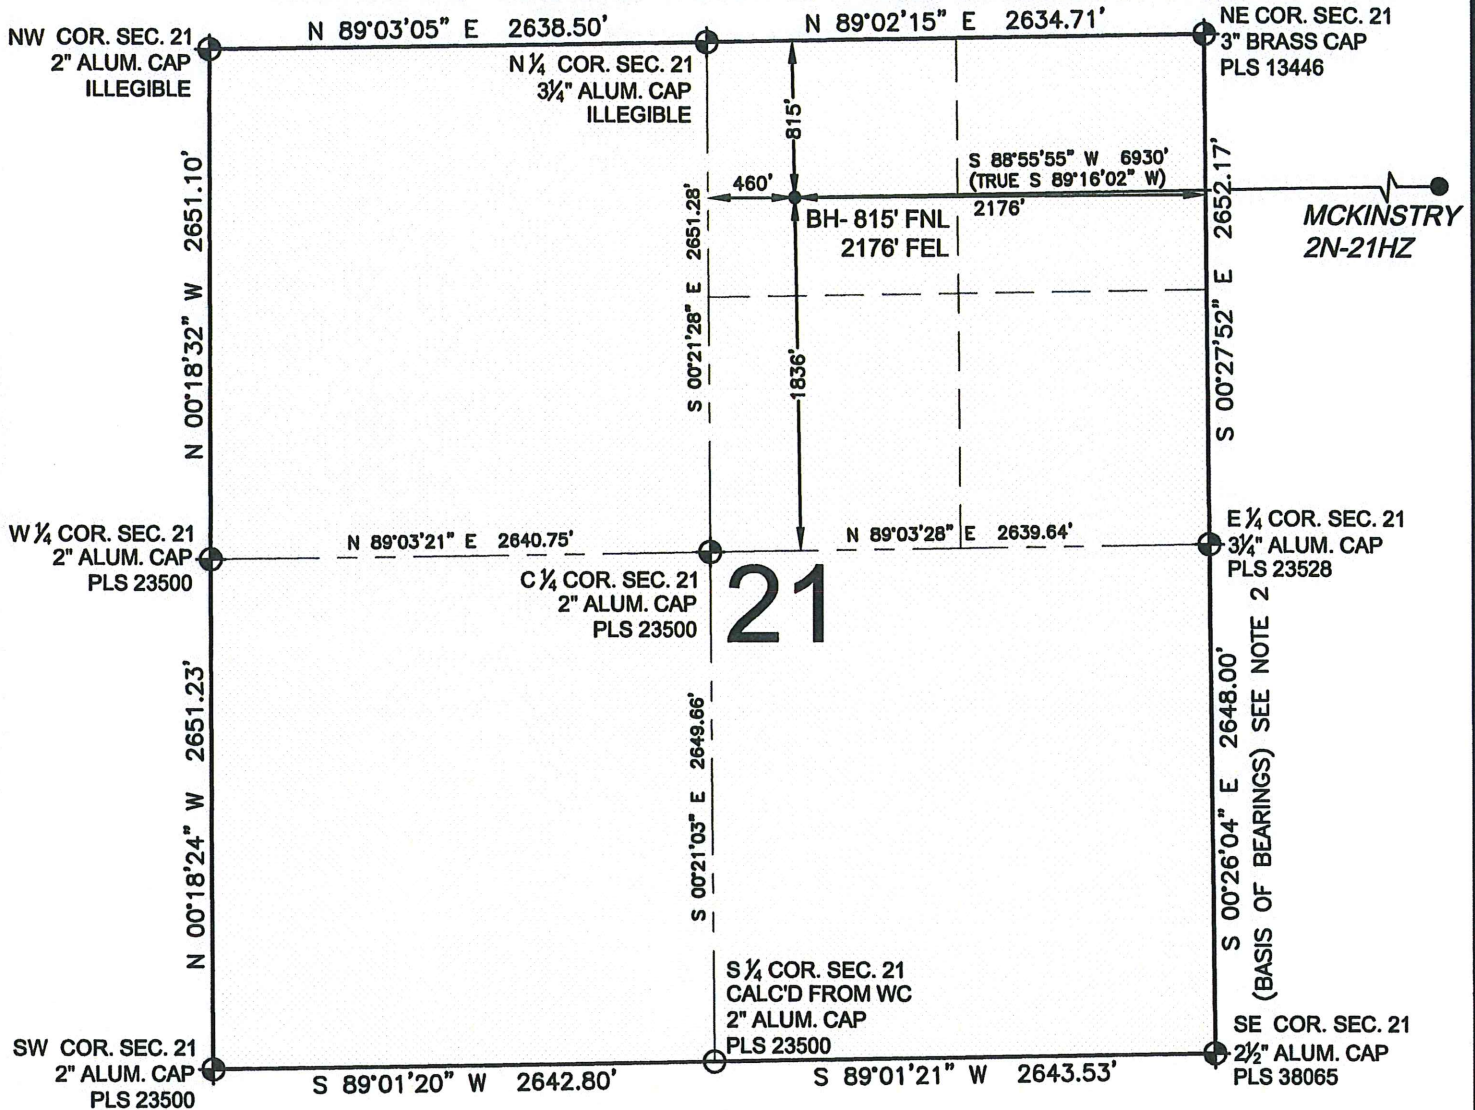 N 89°03'05" E 2638.50'
N 89°02'15" E 2634.71'
NW COR. SEC. 21
2" ALUM. CAP
ILLEGIBLE
N ¼ COR. SEC. 21
3¼" ALUM. CAP
ILLEGIBLE
NE COR. SEC. 21
3" BRASS CAP
PLS 13446
815'
460'
S 88°55'55" W 6930'
(TRUE S 89°16'02" W)
2176'
BH- 815' FNL
2176' FEL
MCKINSTRY
2N-21HZ
N 00°18'32" W 2651.10'
S 00°21'28" E 2651.28'
1836'
S 00°27'52" E 2652.17'
W ¼ COR. SEC. 21
2" ALUM. CAP
PLS 23500
N 89°03'21" E 2640.75'
N 89°03'28" E 2639.64'
E ¼ COR. SEC. 21
3¼" ALUM. CAP
PLS 23528
C ¼ COR. SEC. 21
2" ALUM. CAP
PLS 23500
21
N 00°18'24" W 2651.23'
S 00°21'03" E 2649.66'
S 00°26'04" E 2648.00'
(BASIS OF BEARINGS) SEE NOTE 2
S ¼ COR. SEC. 21
CALC'D FROM WC
2" ALUM. CAP
PLS 23500
SW COR. SEC. 21
2" ALUM. CAP
PLS 23500
SE COR. SEC. 21
2½" ALUM. CAP
PLS 38065
S 89°01'20" W 2642.80'
S 89°01'21" W 2643.53'